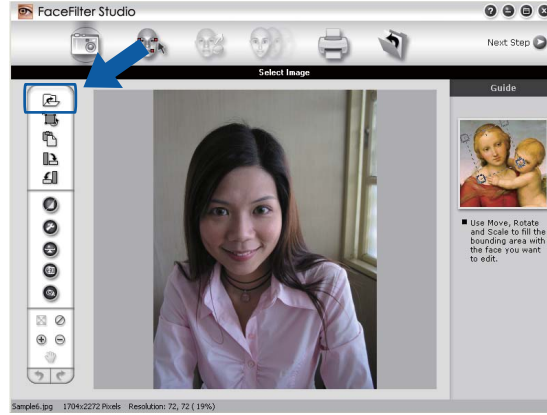 FaceFilter Studio
Next Step
Select Image
Guide
Use Move, Rotate
and Scale to fill the
bounding area with
the face you want
to edit.
Sample6.jpg 1704x2272 Pixels Resolution: 72, 72 ( 19%)